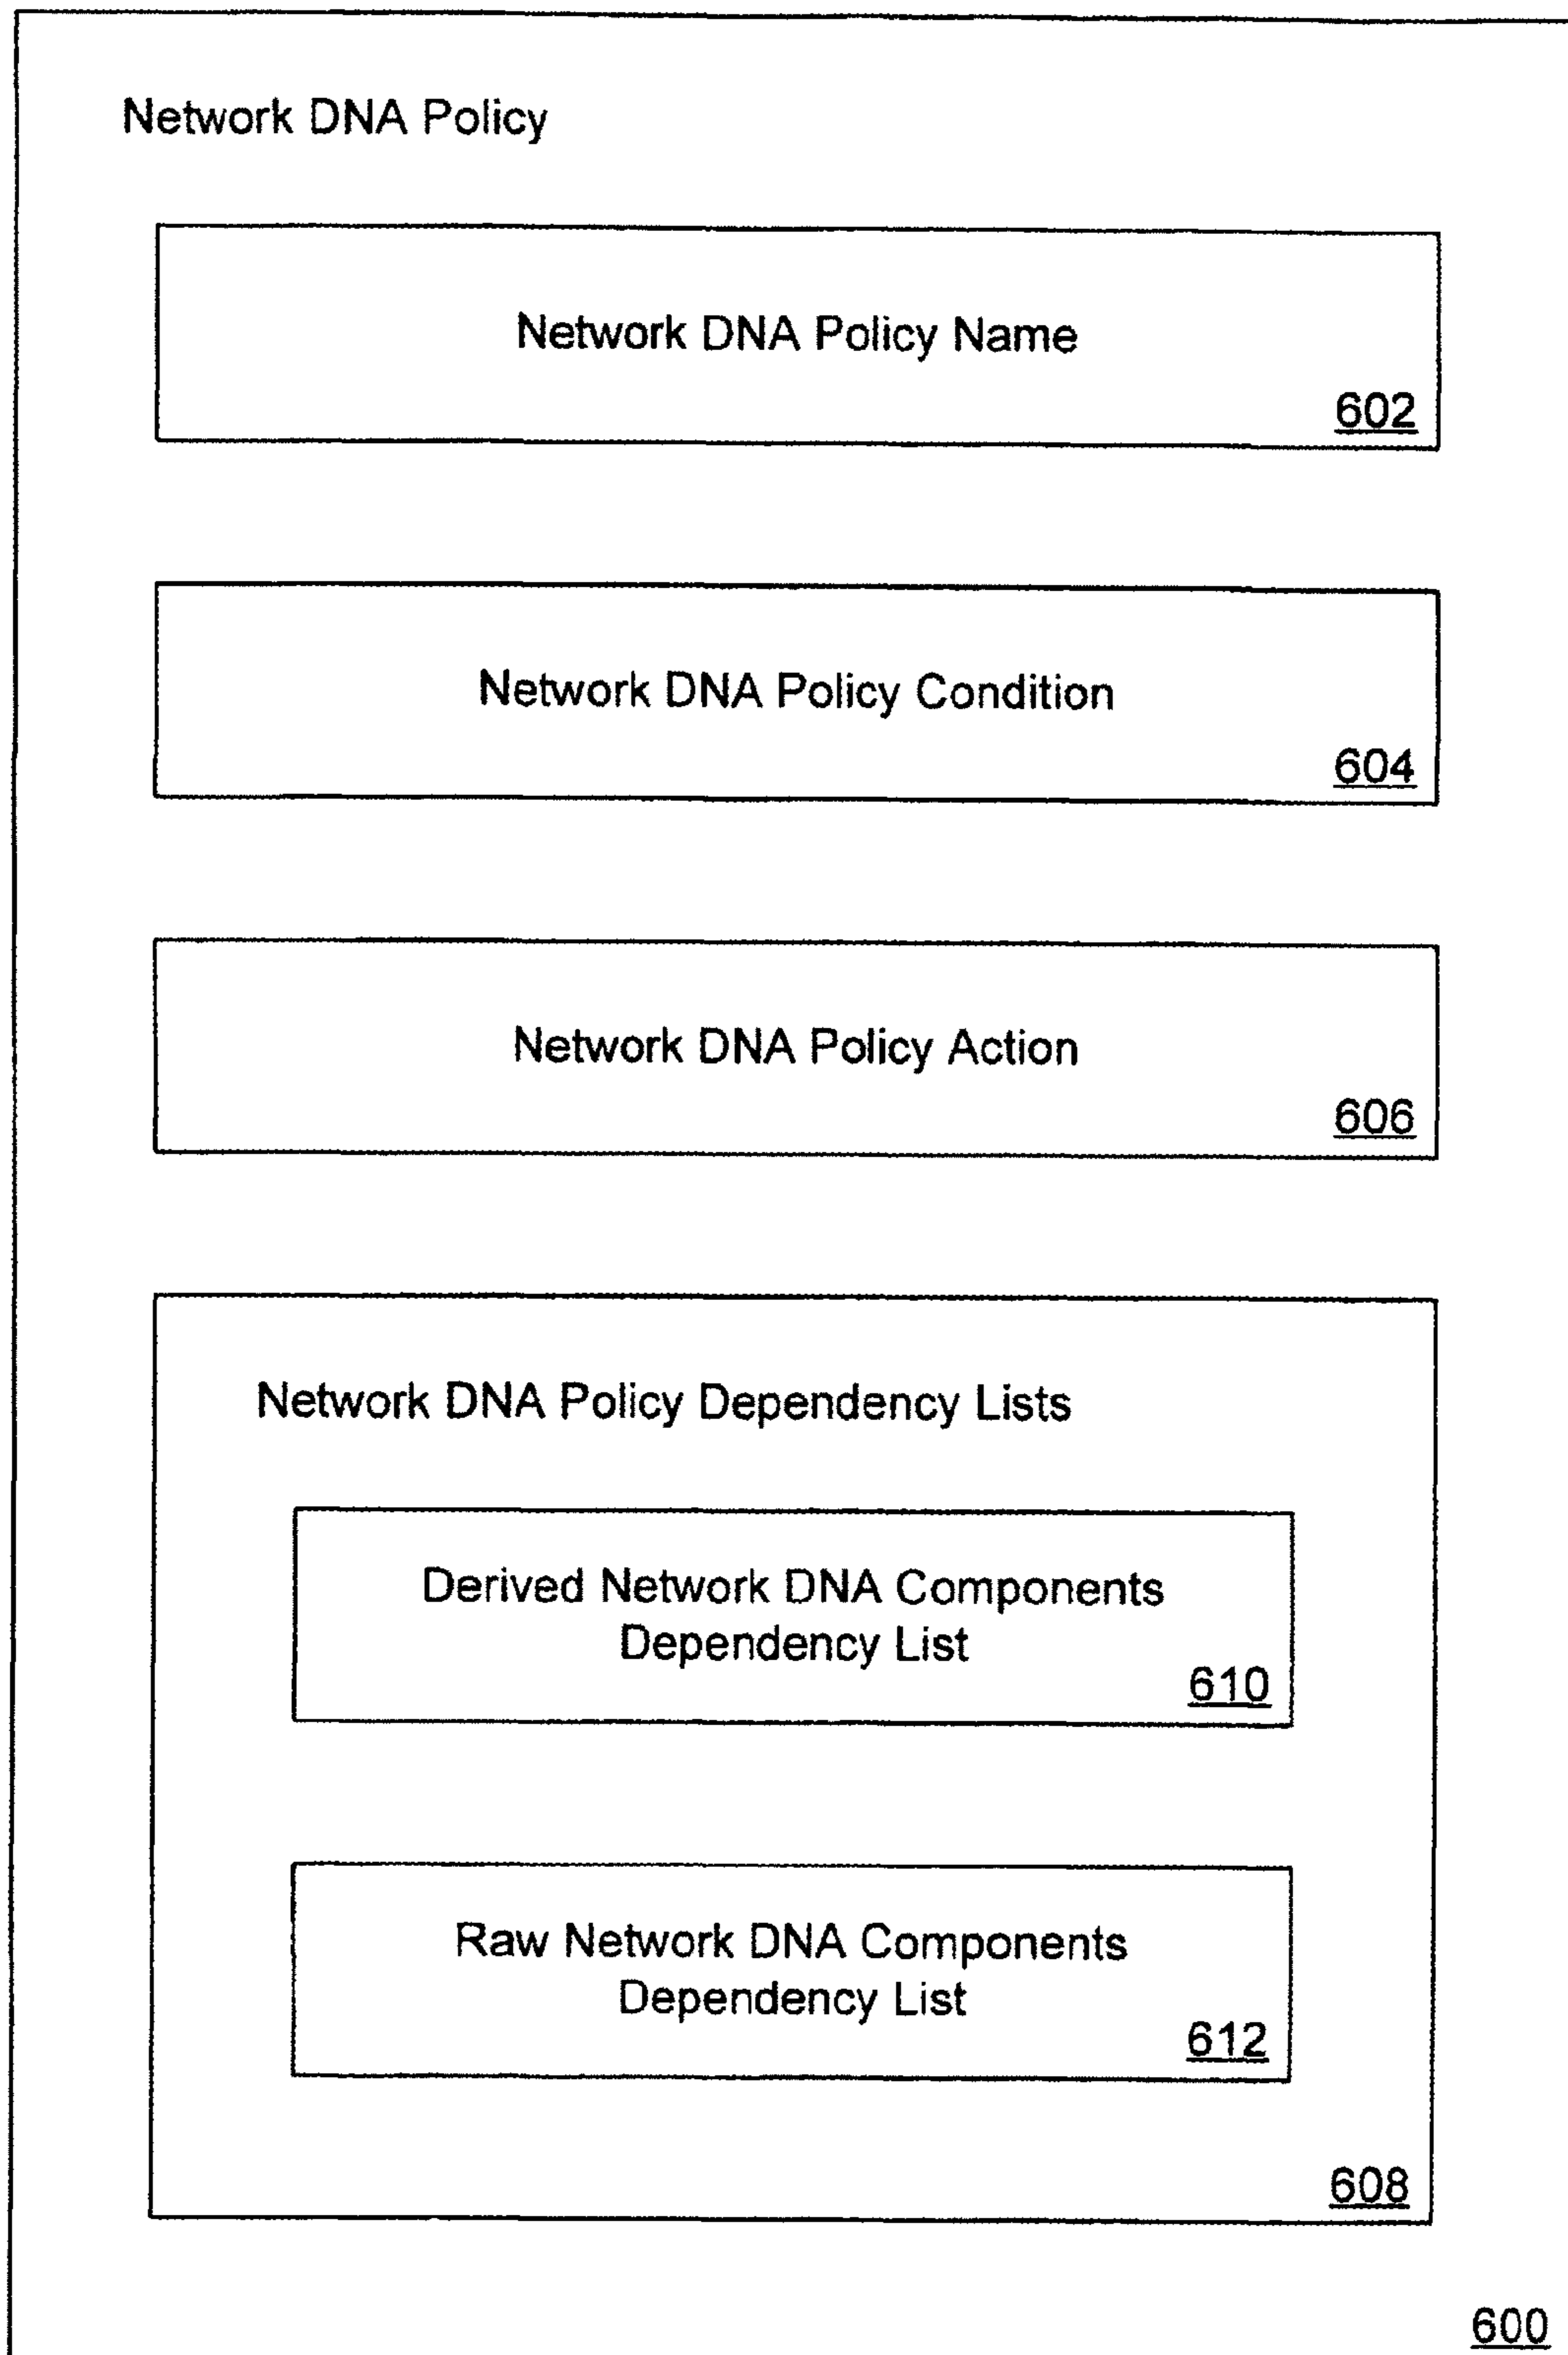 Network DNA Policy
Network DNA Policy Name
602
Network DNA Policy Condition
604
Network DNA Policy Action
606
Network DNA Policy Dependency Lists
Derived Network DNA Components
Dependency List
610
Raw Network DNA Components
Dependency List
612
608
600